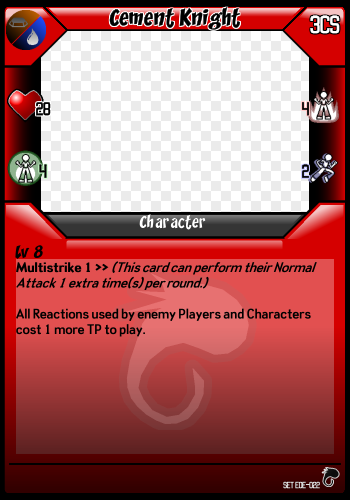 Cement Knight
3CS
28
4
4
2
Character
Lv 8
Multistrike 1 >> (This card can perform their Normal
Attack 1 extra time(s) per round.)
All Reactions used by enemy Players and Characters
cost 1 more TP to play.
SET EOE-022